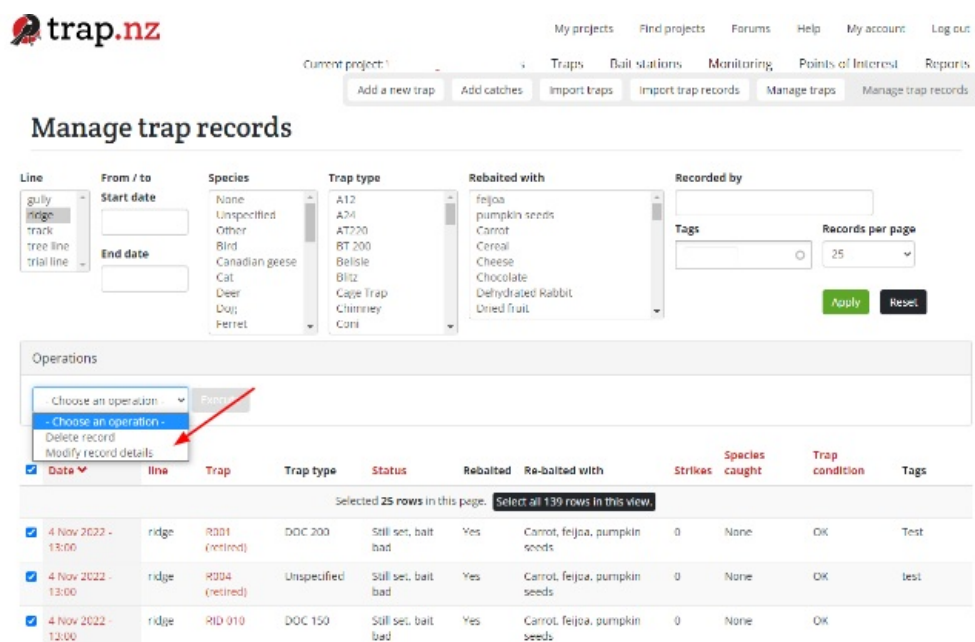 trap.nz
My projects Find projects Forums Help My account Log out
Current project: Traps Bait stations Monitoring Points of Interest Reports
Add a new trap Add catches Import traps Import trap records Manage traps Manage trap records
Manage trap records
Line From / to Species Trap type Rebaited with Recorded by
gully Start date None A12 feijoa
ridge Unspecified A24 pumpkin seeds
track Other AT220 Carrot Tags Records per page
tree line End date Bird BT 200 Cereal 25
trial line Canadian geese Belisle Cheese
Cat Blitz Chocolate
Deer Cage Trap Dehydrated Rabbit Apply Reset
Dog Chimney Dried fruit
Ferret Coni
Operations
- Choose an operation - Execute
- Choose an operation -
Delete record
Modify record details
Date line Trap Trap type Status Rebaited Re-baited with Strikes Species caught Trap condition Tags
Selected 25 rows in this page. Select all 139 rows in this view.
4 Nov 2022 - ridge R001 DOC 200 Still set, bait Yes Carrot, feijoa, pumpkin 0 None OK Test
13:00 (retired) bad seeds
4 Nov 2022 - ridge R004 Unspecified Still set, bait Yes Carrot, feijoa, pumpkin 0 None OK test
13:00 (retired) bad seeds
4 Nov 2022 - ridge RID 010 DOC 150 Still set, bait Yes Carrot, feijoa, pumpkin 0 None OK
13:00 bad seeds